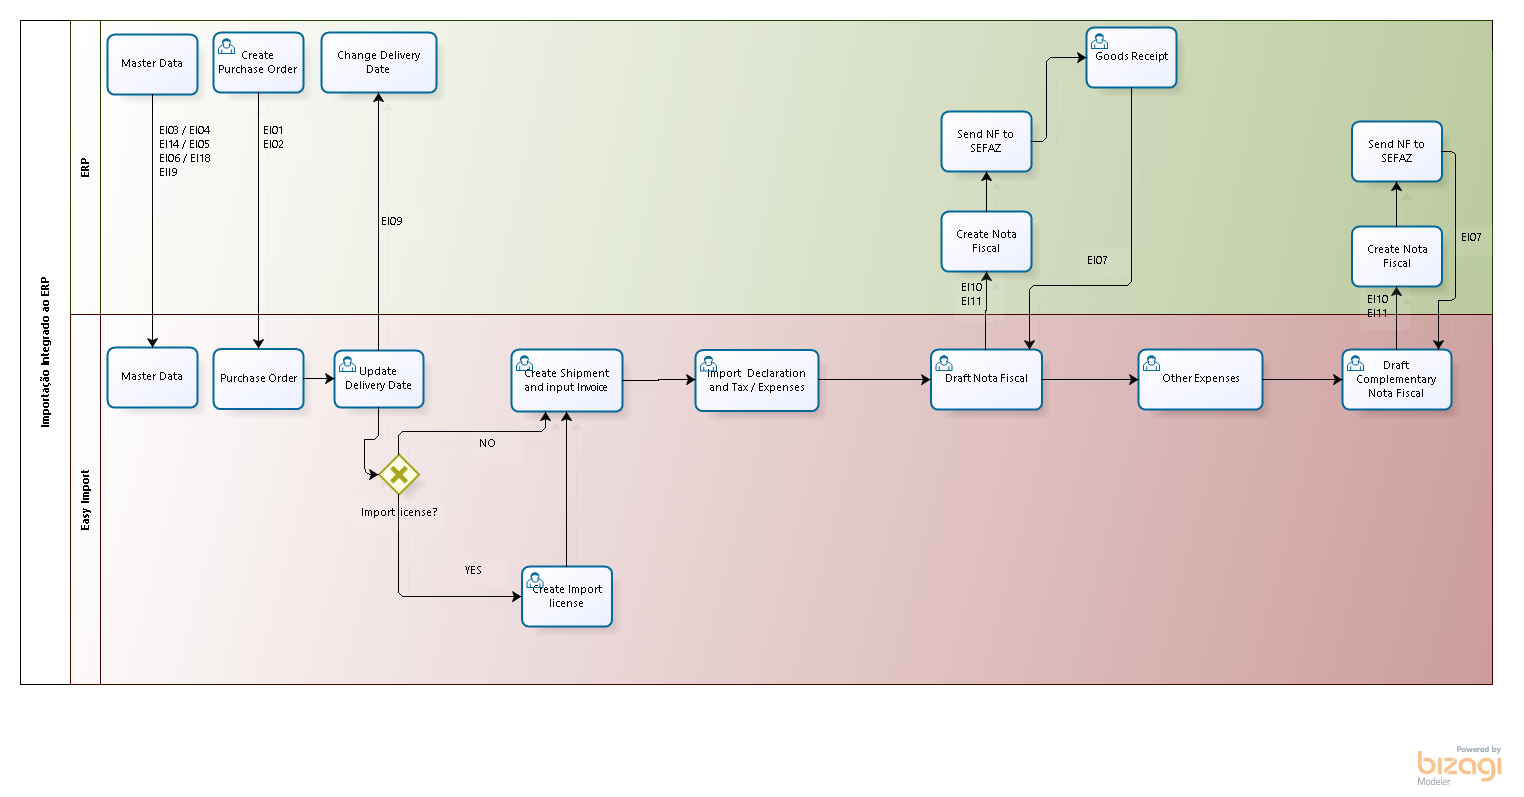 Importação Integrado ao ERP
ERP
Master Data
Create
Purchase Order
Change Delivery
Date
Goods Receipt
EI03 / EI04
EI14 / EI05
EI06 / EI18
EII9
EI01
EI02
EI09
Send NF to
SEFAZ
Create Nota
Fiscal
EI10
EI11
EI07
Send NF to
SEFAZ
Create Nota
Fiscal
EI07
EI10
EI11
Easy Import
Master Data
Purchase Order
Update
Delivery Date
Create Shipment
and input Invoice
Import Declaration
and Tax / Expenses
Draft Nota Fiscal
Other Expenses
Draft
Complementary
Nota Fiscal
NO
Import license?
YES
Create Import
license
Powered by
bizagi
Modeler